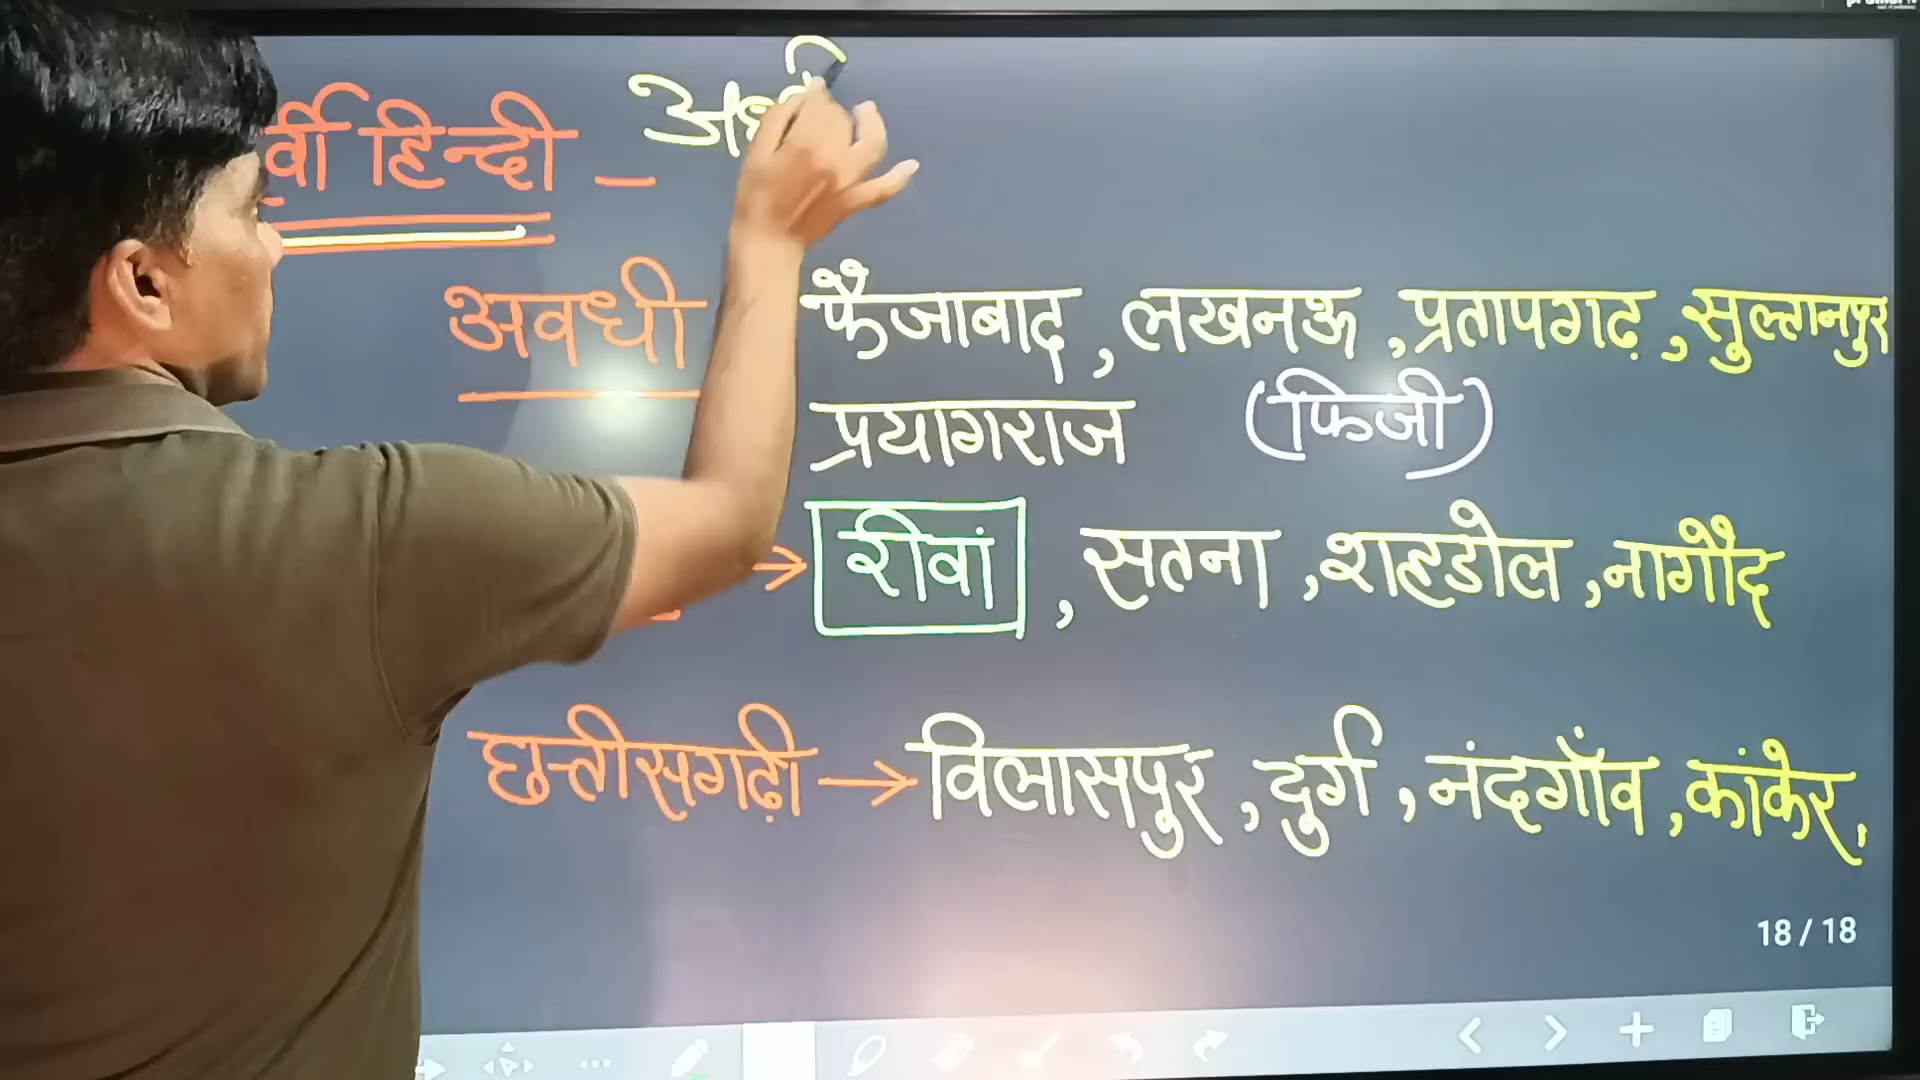 र्वी हिन्दी –
अवधी फैजाबाद, लखनऊ, प्रतापगढ़, सुल्तानपुर
प्रयागराज (फिजी)
→ रीवां, सतना, शहडोल, नागौद
छत्तीसगढ़ी → विलासपुर, दुर्ग, नंदगाँव, कांकेर,
18 / 18